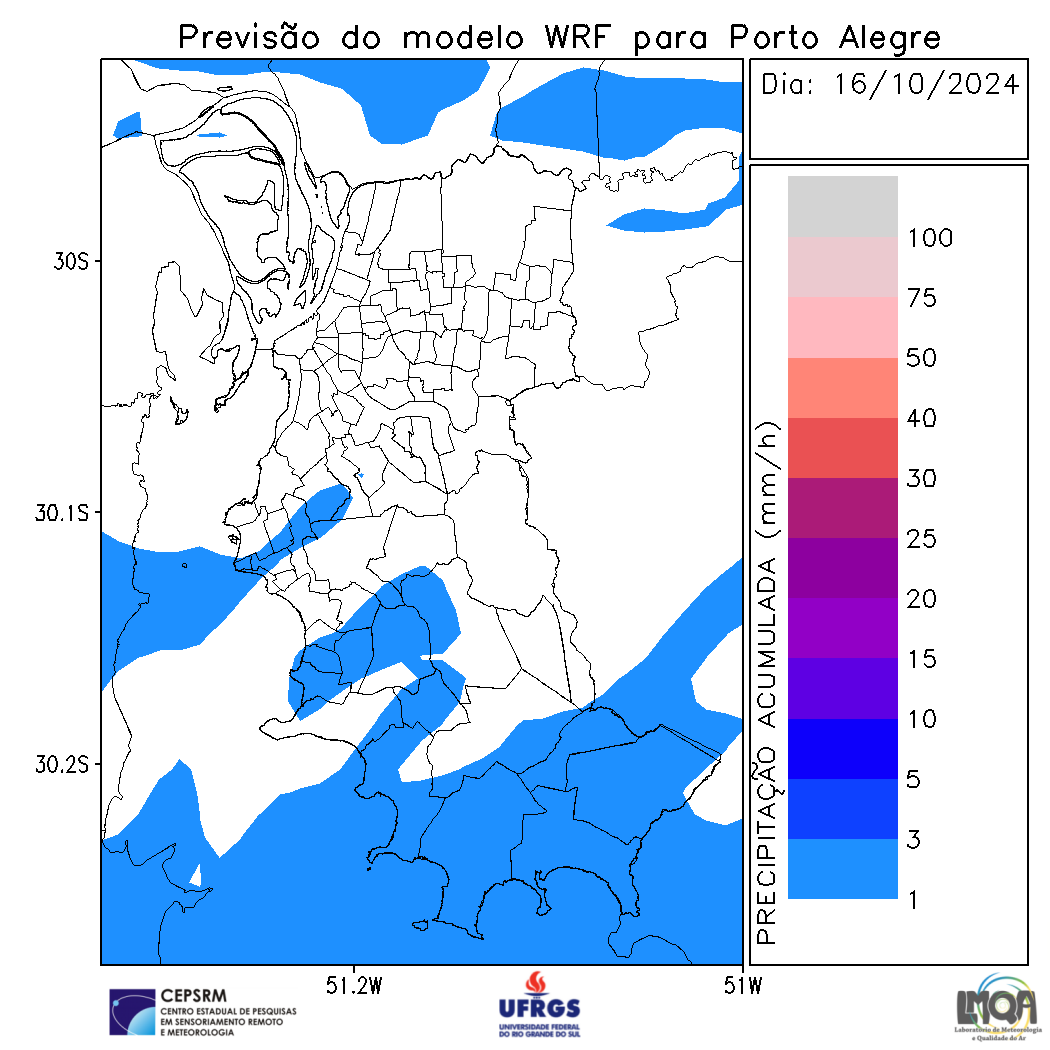 Previsão do modelo WRF para Porto Alegre
Dia: 16/10/2024
30S
30.1S
30.2S
51.2W
51W
PRECIPITAÇÃO ACUMULADA (mm/h)
100
75
50
40
30
25
20
15
10
5
3
1
CEPSRM
CENTRO ESTADUAL DE PESQUISAS
EM SENSORIAMENTO REMOTO
E METEOROLOGIA
UFRGS
UNIVERSIDADE FEDERAL
DO RIO GRANDE DO SUL
LMQA
Laboratório de Meteorologia
e Qualidade do Ar